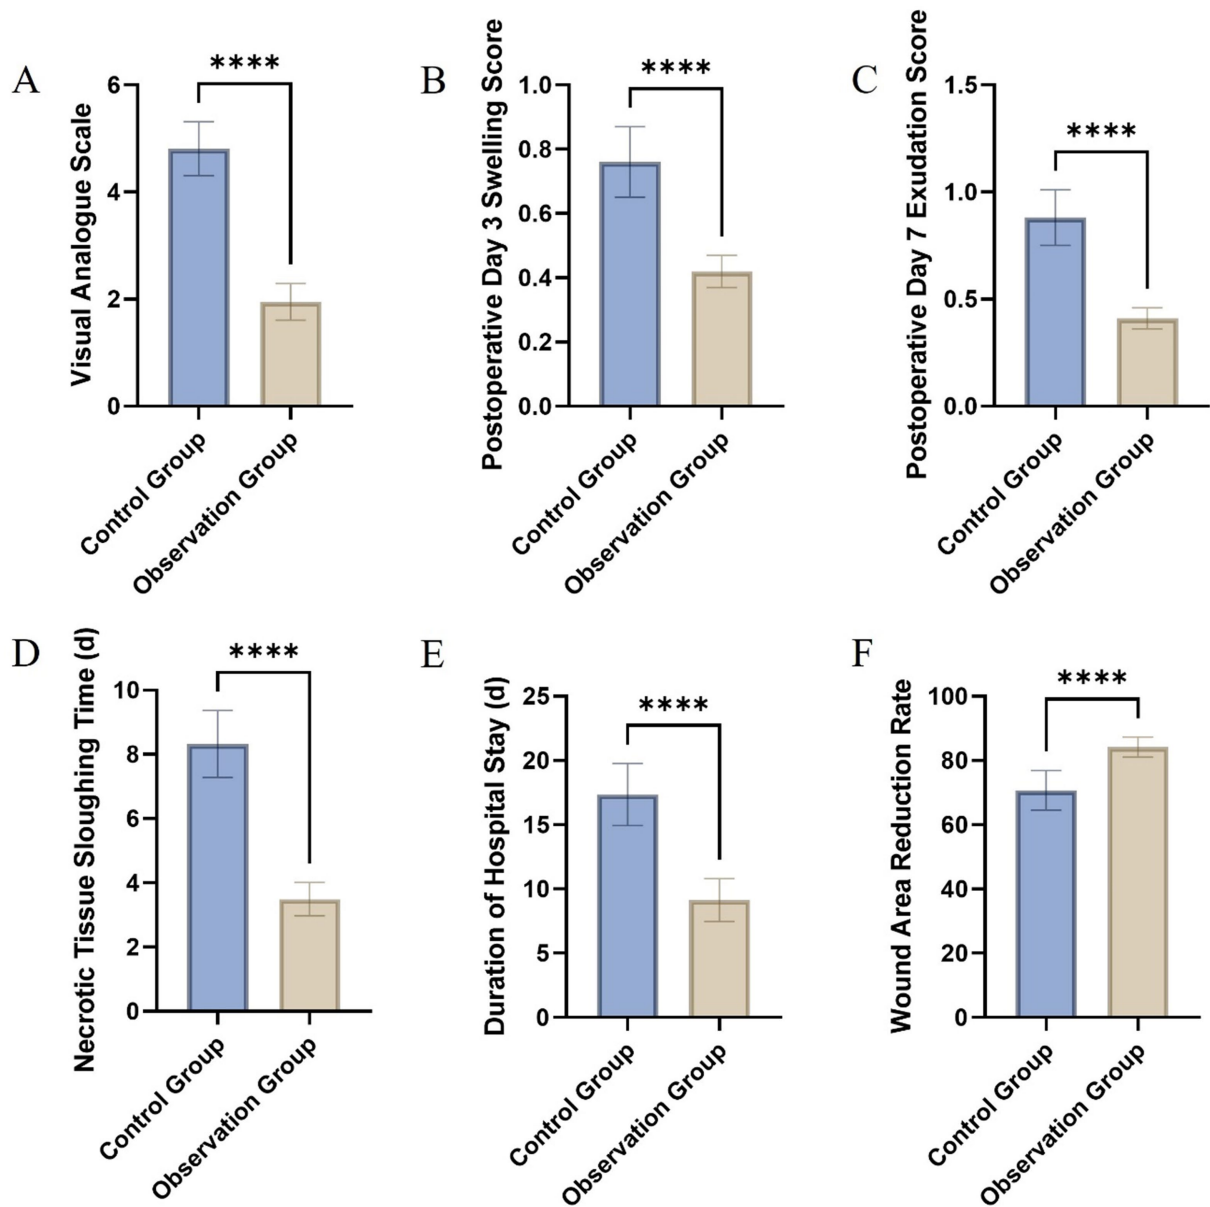 A
Visual Analogue Scale
6
4
2
0
****
Control Group
Observation Group
B
Postoperative Day 3 Swelling Score
1.0
0.8
0.6
0.4
0.2
0.0
****
Control Group
Observation Group
C
Postoperative Day 7 Exudation Score
1.5
1.0
0.5
0.0
****
Control Group
Observation Group
D
Necrotic Tissue Sloughing Time (d)
10
8
6
4
2
0
****
Control Group
Observation Group
E
Duration of Hospital Stay (d)
25
20
15
10
5
0
****
Control Group
Observation Group
F
Wound Area Reduction Rate
100
80
60
40
20
0
****
Control Group
Observation Group